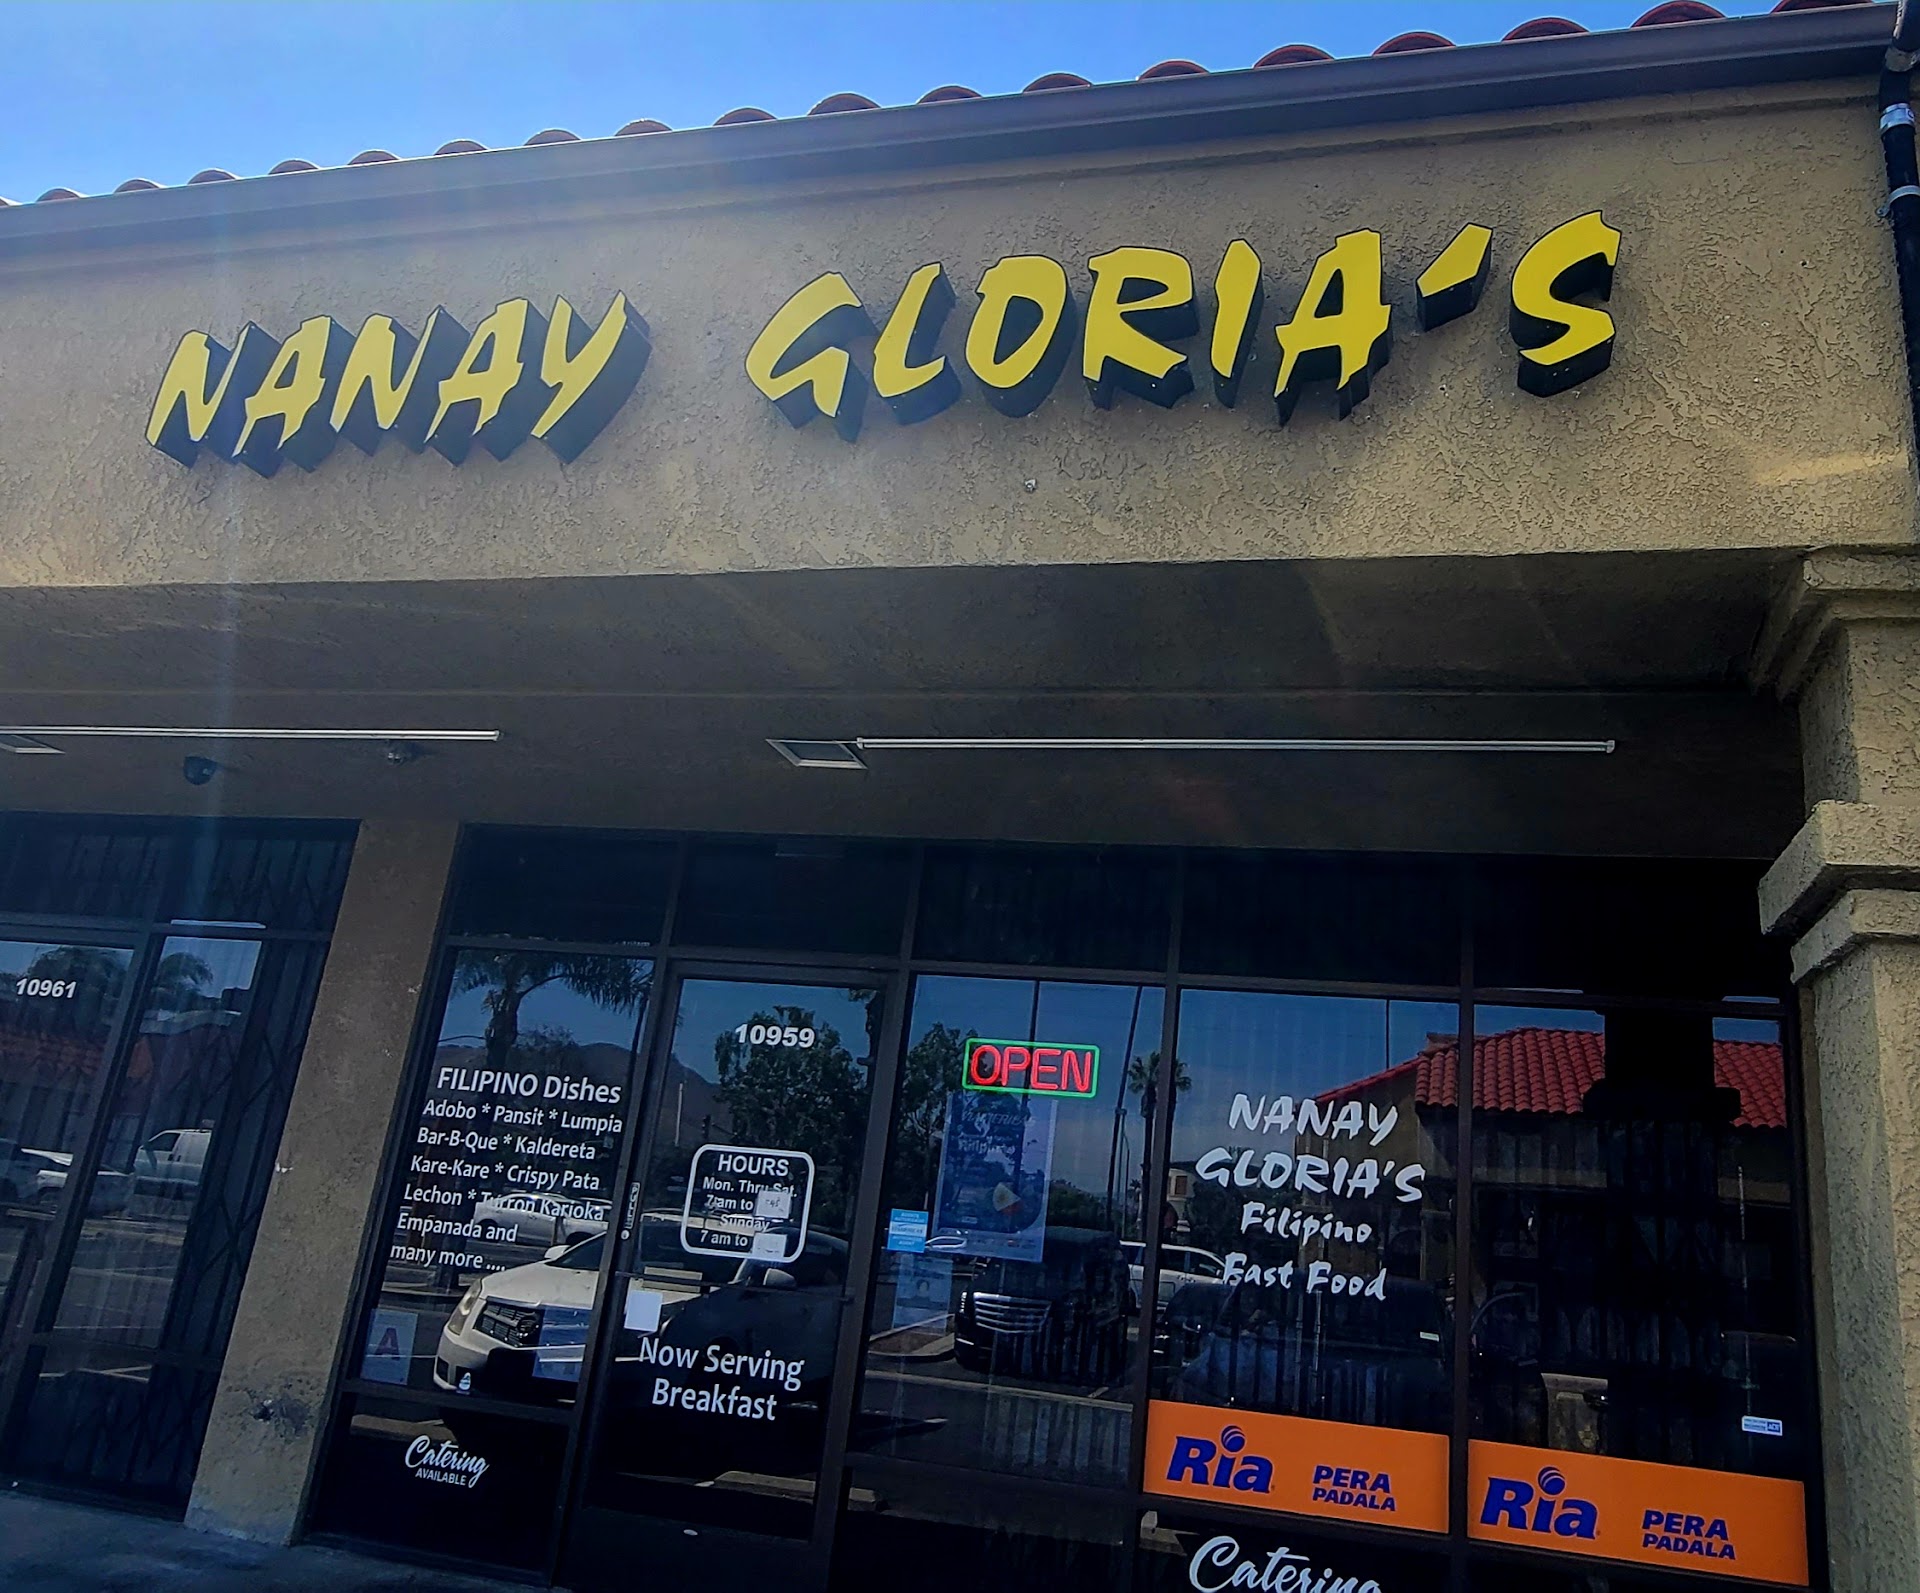 NANAY GLORIA'S
10961
FILIPINO Dishes
Adobo * Pansit * Lumpia
Bar-B-Que * Kaldereta
Kare-Kare * Crispy Pata
Lechon * Turron Karioka
Empanada and
many more ....
A
Catering
AVAILABLE
10959
HOURS
Mon. Thru Sat.
7am to
Sunday
7 am to
Now Serving
Breakfast
OPEN
NANAY
GLORIA'S
Filipino
Fast Food
Ria PERA
PADALA
Ria PERA
PADALA
Catering